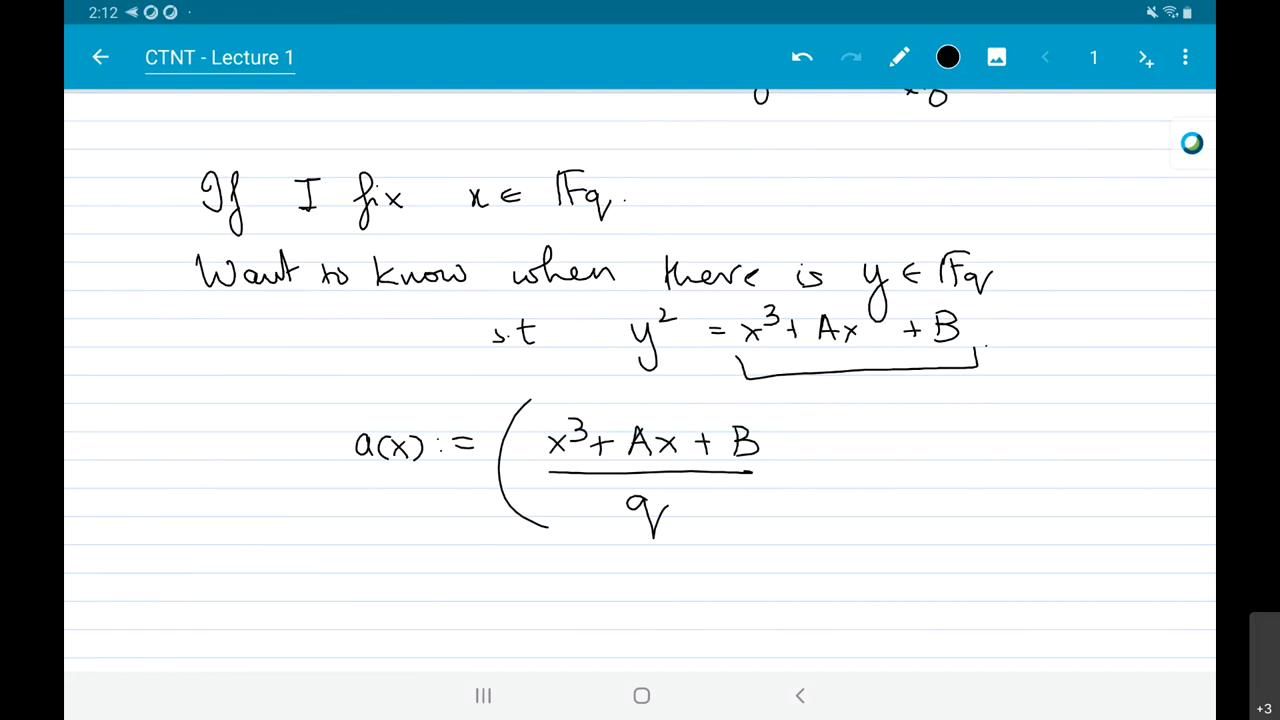 2:12
CTNT - Lecture 1
1
If I fix x ∈ 𝔽q.
Want to know when there is y ∈ 𝔽q
s.t y² = x³ + Ax + B.
a(x) := ( x³ + Ax + B
q
+3